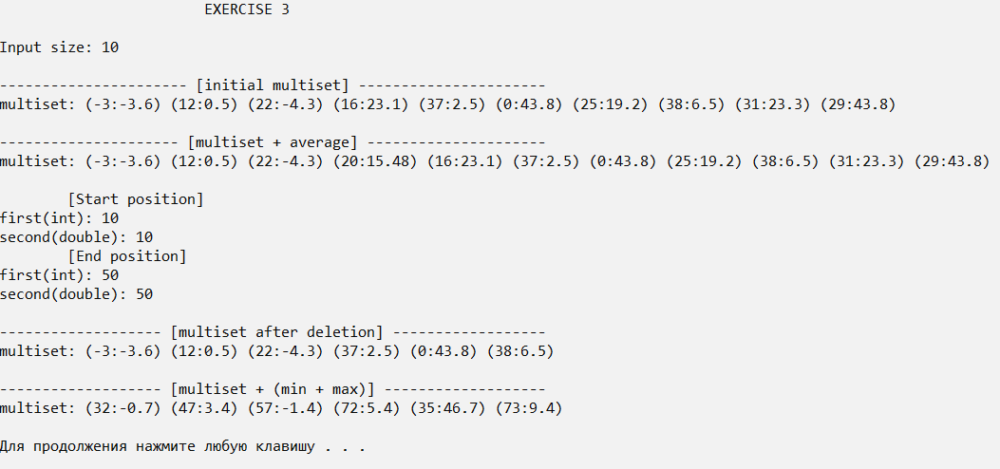 EXERCISE 3
Input size: 10
---------------------- [initial multiset] ----------------------
multiset: (-3:-3.6) (12:0.5) (22:-4.3) (16:23.1) (37:2.5) (0:43.8) (25:19.2) (38:6.5) (31:23.3) (29:43.8)
--------------------- [multiset + average] ---------------------
multiset: (-3:-3.6) (12:0.5) (22:-4.3) (20:15.48) (16:23.1) (37:2.5) (0:43.8) (25:19.2) (38:6.5) (31:23.3) (29:43.8)
[Start position]
first(int): 10
second(double): 10
[End position]
first(int): 50
second(double): 50
------------------- [multiset after deletion] ------------------
multiset: (-3:-3.6) (12:0.5) (22:-4.3) (37:2.5) (0:43.8) (38:6.5)
------------------- [multiset + (min + max)] -------------------
multiset: (32:-0.7) (47:3.4) (57:-1.4) (72:5.4) (35:46.7) (73:9.4)
Для продолжения нажмите любую клавишу . . .